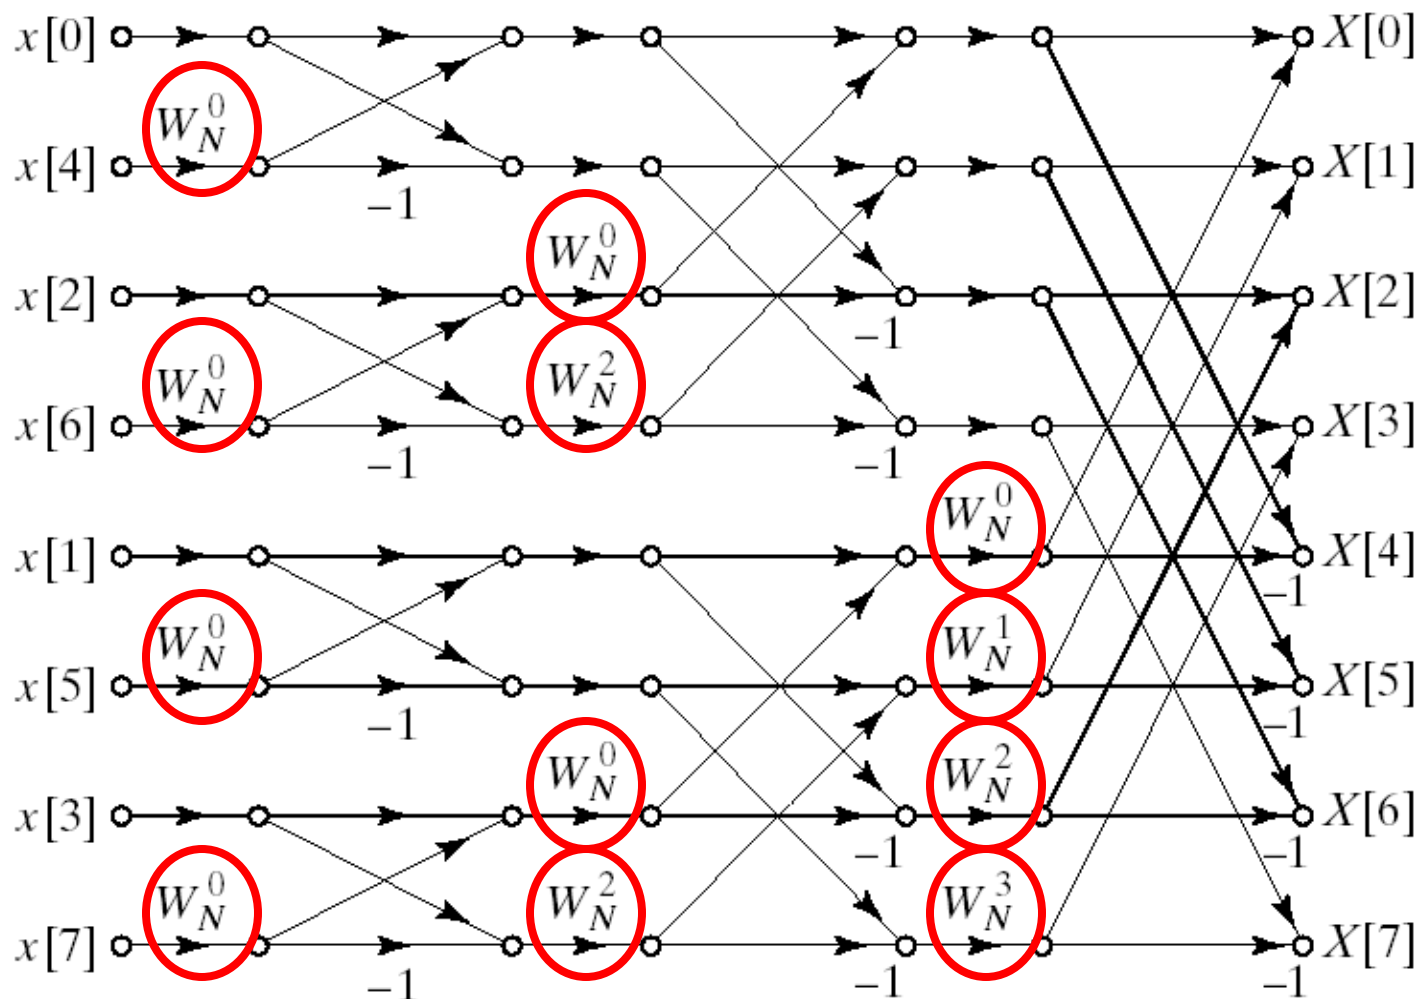 x[0] X[0]
W_N^0
x[4] X[1]
−1
W_N^0
x[2] X[2]
−1
W_N^0 W_N^2
x[6] X[3]
−1 −1
W_N^0
x[1] X[4]
−1
W_N^0 W_N^1
x[5] X[5]
−1 −1
W_N^0 W_N^2
x[3] X[6]
−1 −1
W_N^0 W_N^2 W_N^3
x[7] X[7]
−1 −1 −1